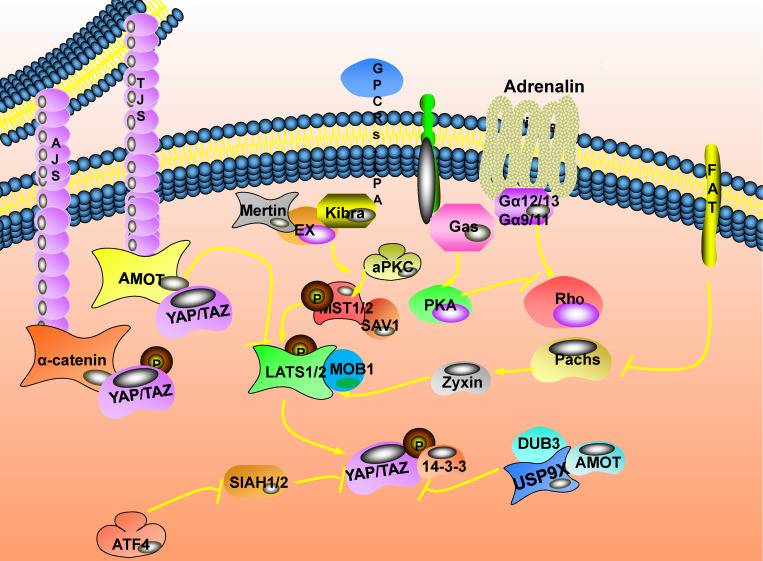 GPCRs
PA
Adrenalin
TJS
AJS
FAT
Mertin
Kibra
EX
Gas
Gα12/13
Gα9/11
aPKC
AMOT
YAP/TAZ
P
MST1/2
SAV1
PKA
Rho
α-catenin
P
YAP/TAZ
P
LATS1/2
MOB1
Zyxin
Pachs
P
YAP/TAZ
14-3-3
DUB3
USP9X
AMOT
SIAH1/2
ATF4